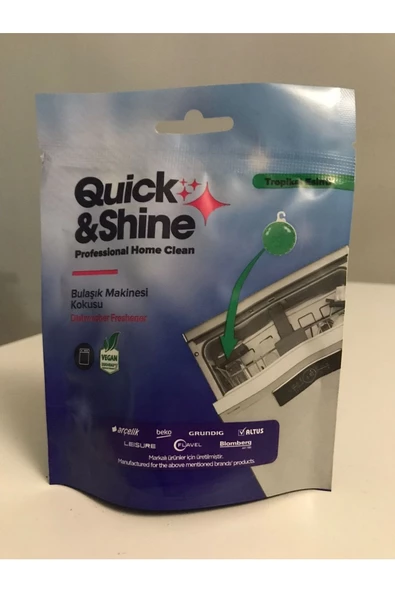 Quick
&Shine
Professional Home Clean
Tropikal
Bulaşık Makinesi
Kokusu
Dishwasher Freshener
VEGAN
arçelik beko GRUNDIG ALTUS
LEISURE FLAVEL Blomberg
Markalı ürünler için üretilmiştir.
Manufactured for the above mentioned brands' products.